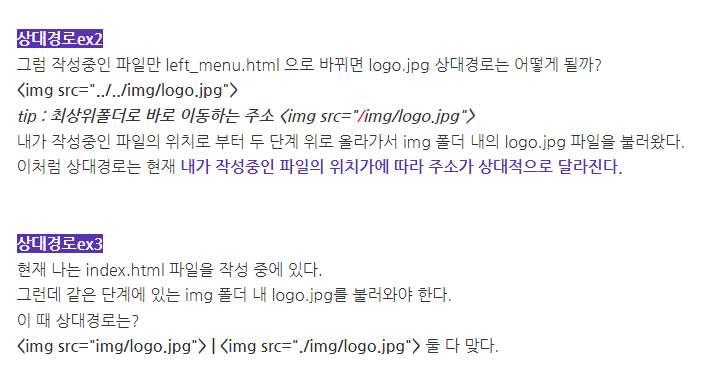 상대경로ex2
그럼 작성중인 파일만 left_menu.html 으로 바뀌면 logo.jpg 상대경로는 어떻게 될까?
<img src="../../img/logo.jpg">
tip : 최상위폴더로 바로 이동하는 주소 <img src="/img/logo.jpg">
내가 작성중인 파일의 위치로 부터 두 단계 위로 올라가서 img 폴더 내의 logo.jpg 파일을 불러왔다.
이처럼 상대경로는 현재 내가 작성중인 파일의 위치가에 따라 주소가 상대적으로 달라진다.
상대경로ex3
현재 나는 index.html 파일을 작성 중에 있다.
그런데 같은 단계에 있는 img 폴더 내 logo.jpg를 불러와야 한다.
이 때 상대경로는?
<img src="img/logo.jpg"> | <img src="./img/logo.jpg"> 둘 다 맞다.